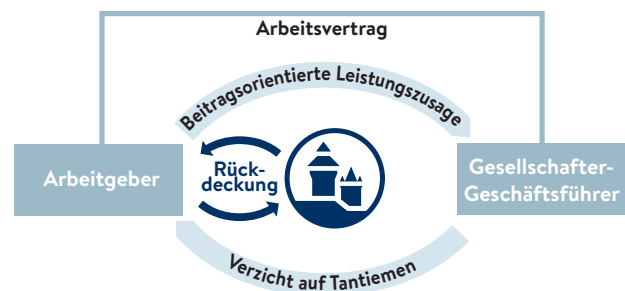 Arbeitsvertrag
Beitragsorientierte Leistungszusage
Arbeitgeber
Rück-
deckung
Gesellschafter-
Geschäftsführer
Verzicht auf Tantiemen